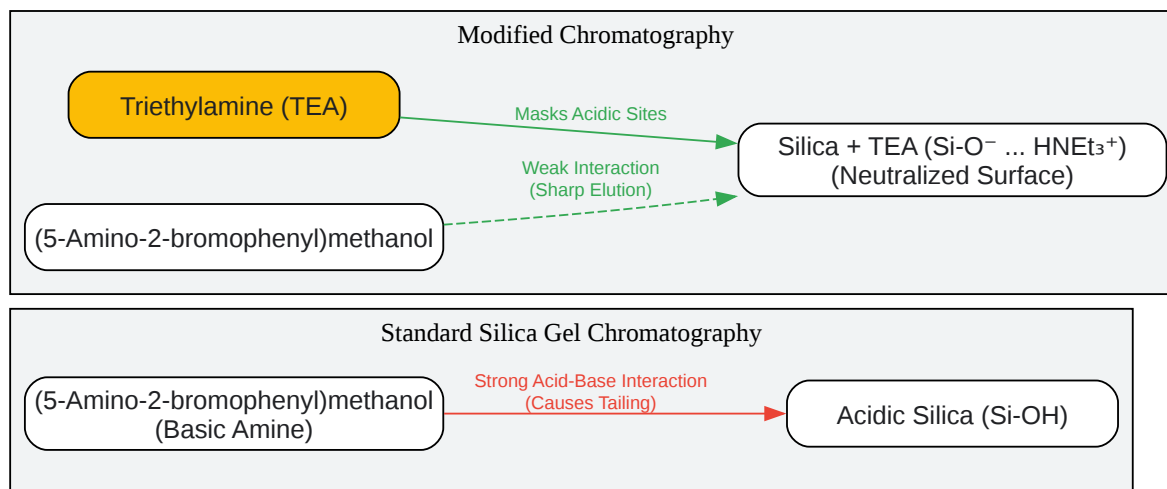 Modified Chromatography
Triethylamine (TEA)
Masks Acidic Sites
Silica + TEA (Si-O⁻ ... HNEt₃⁺)
(Neutralized Surface)
Weak Interaction
(Sharp Elution)
(5-Amino-2-bromophenyl)methanol
Standard Silica Gel Chromatography
(5-Amino-2-bromophenyl)methanol
(Basic Amine)
Strong Acid-Base Interaction
(Causes Tailing)
Acidic Silica (Si-OH)